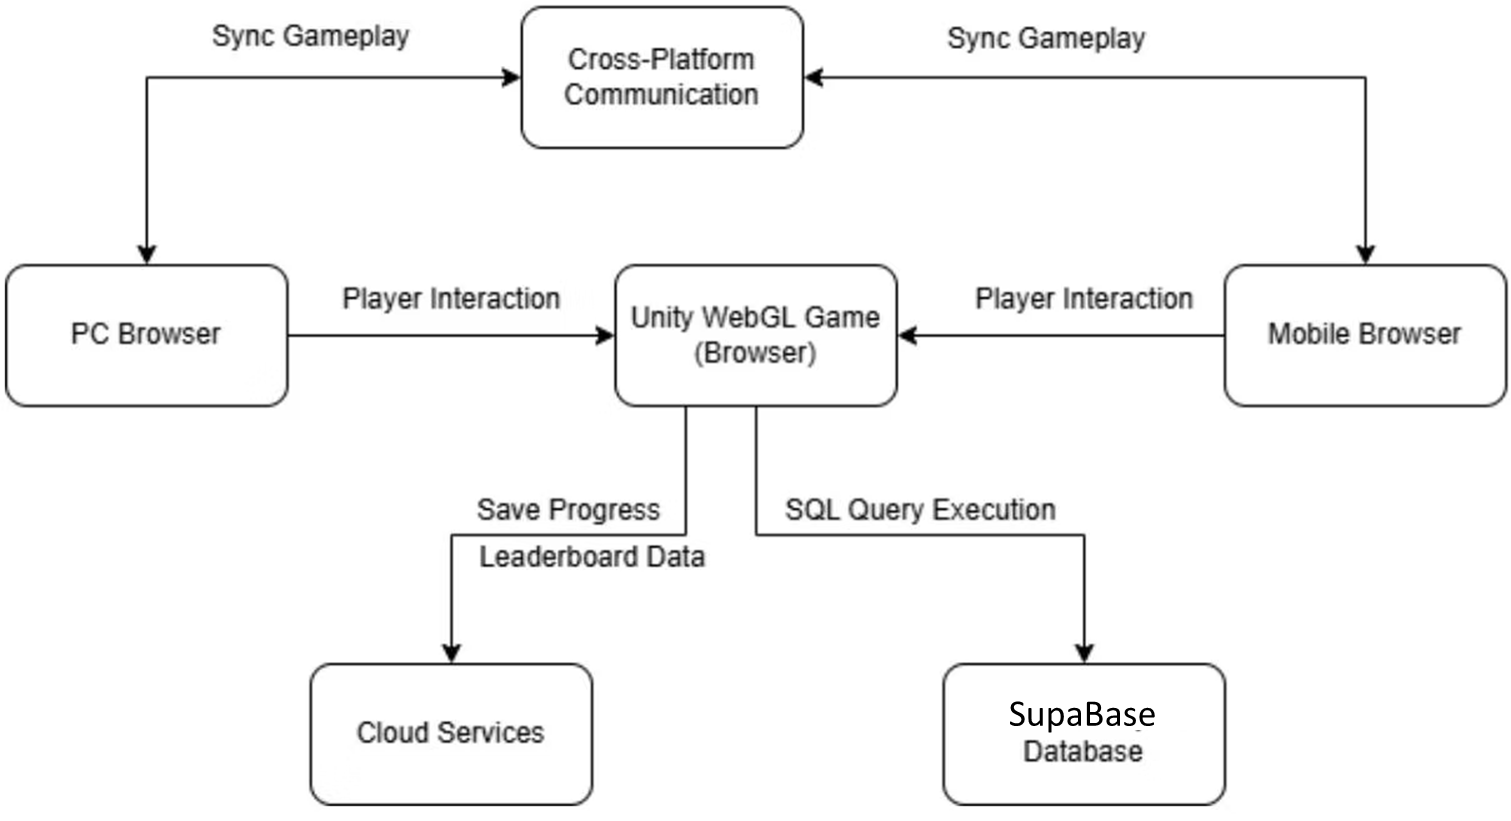 Sync Gameplay
Cross-Platform
Communication
Sync Gameplay
PC Browser
Player Interaction
Unity WebGL Game
(Browser)
Player Interaction
Mobile Browser
Save Progress
Leaderboard Data
SQL Query Execution
Cloud Services
SupaBase
Database